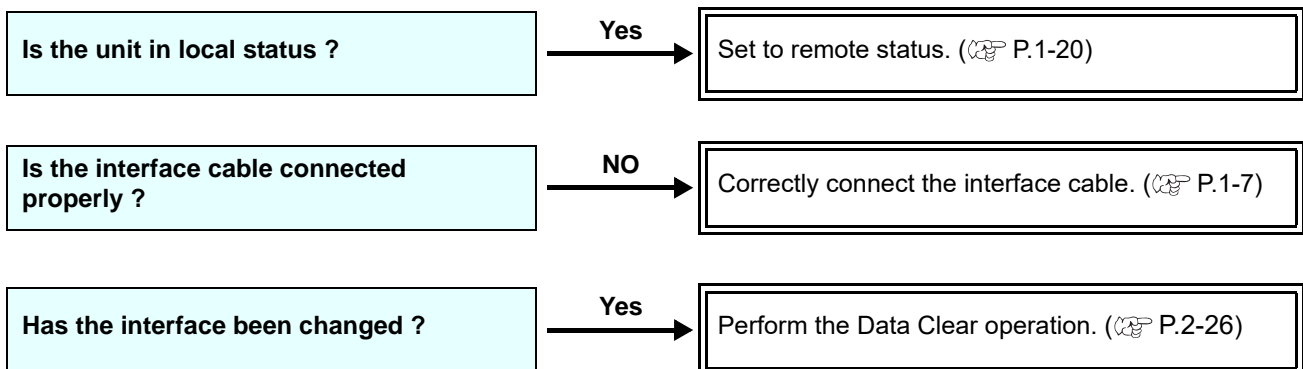 Is the unit in local status ?
Yes
Set to remote status. (☞ P.1-20)
Is the interface cable connected
properly ?
NO
Correctly connect the interface cable. (☞ P.1-7)
Has the interface been changed ?
Yes
Perform the Data Clear operation. (☞ P.2-26)